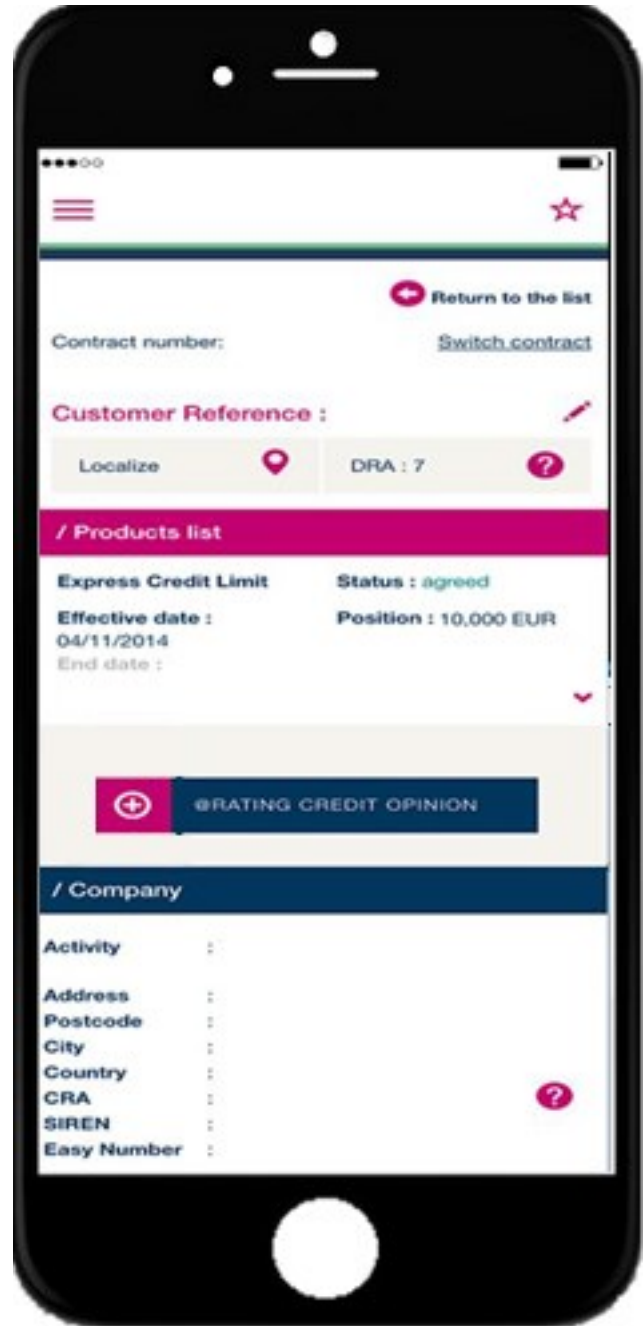 Return to the list
Contract number: Switch contract
Customer Reference :
Localize DRA : 7 ?
/ Products list
Express Credit Limit Status : agreed
Effective date : Position : 10,000 EUR
04/11/2014
End date :
@RATING CREDIT OPINION
/ Company
Activity :
Address :
Postcode :
City :
Country :
CRA : ?
SIREN :
Easy Number :